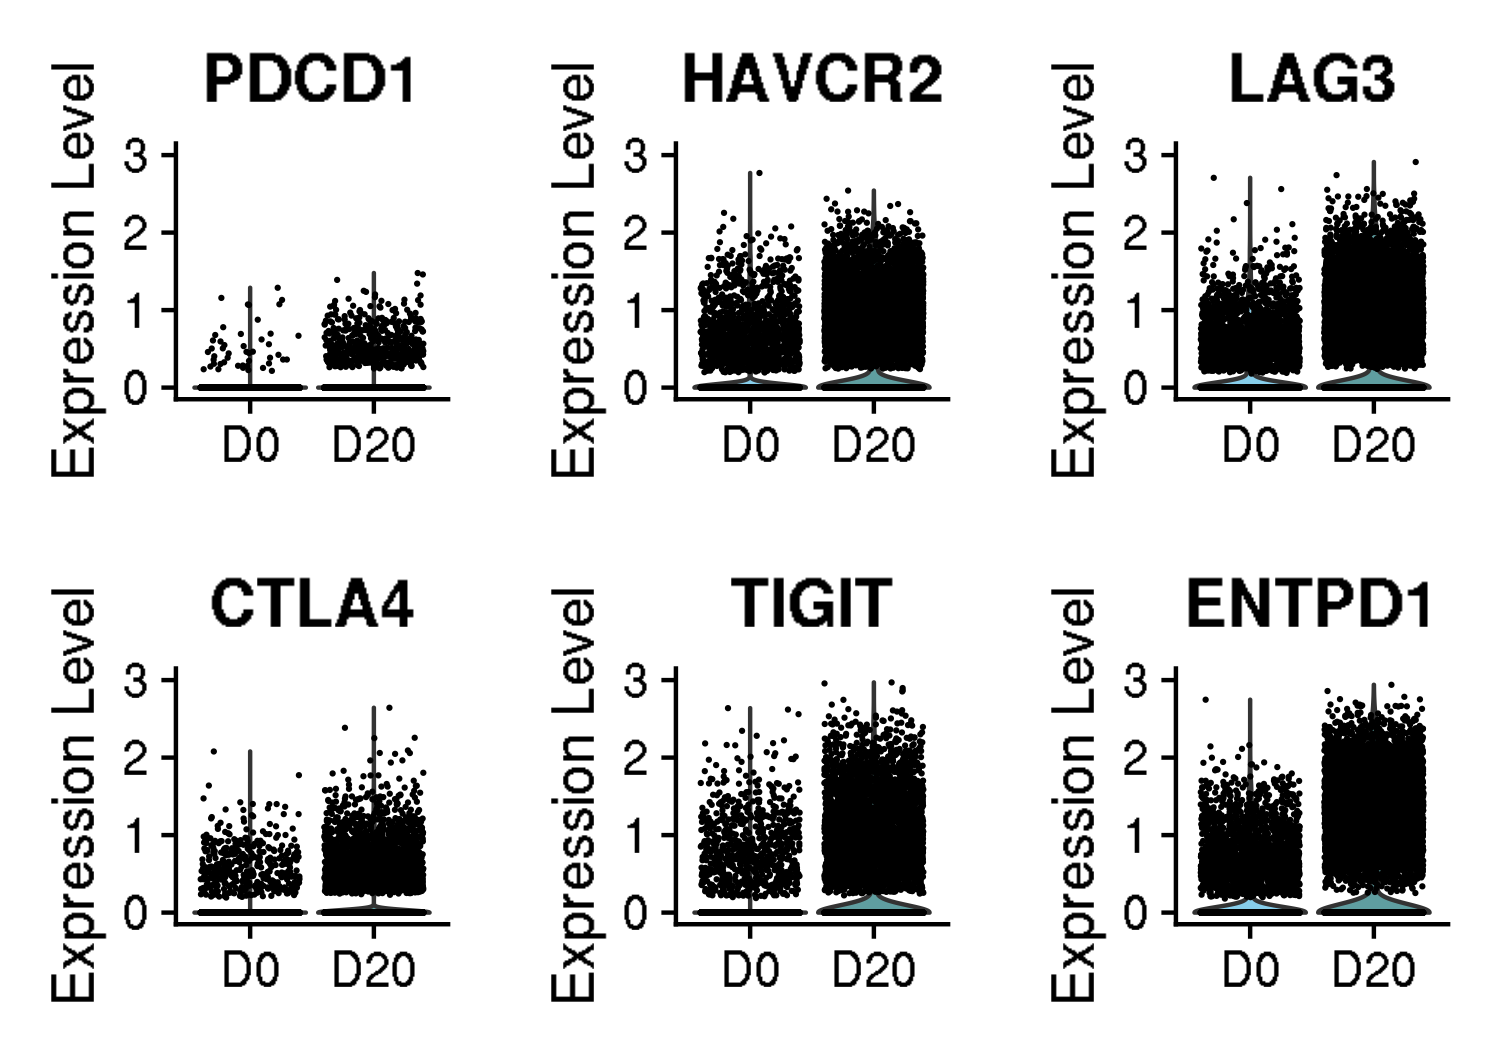 PDCD1
Expression Level
3
2
1
0
D0 D20
HAVCR2
Expression Level
3
2
1
0
D0 D20
LAG3
Expression Level
3
2
1
0
D0 D20
CTLA4
Expression Level
3
2
1
0
D0 D20
TIGIT
Expression Level
3
2
1
0
D0 D20
ENTPD1
Expression Level
3
2
1
0
D0 D20